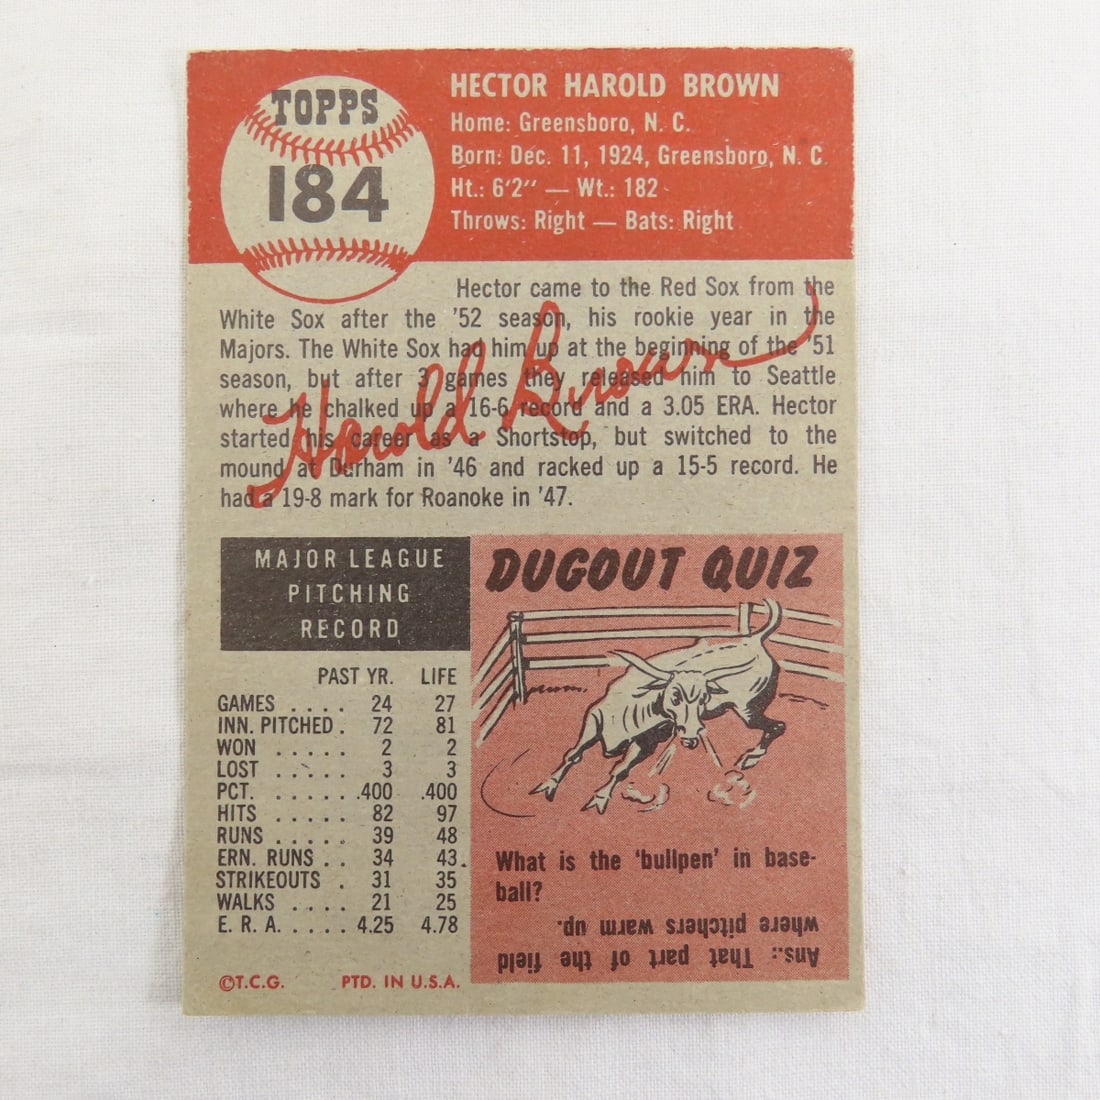 TOPPS
184
HECTOR HAROLD BROWN
Home: Greensboro, N. C.
Born: Dec. 11, 1924, Greensboro, N. C.
Ht.: 6'2" — Wt.: 182
Throws: Right — Bats: Right
Hector came to the Red Sox from the
White Sox after the '52 season, his rookie year in the
Majors. The White Sox had him up at the beginning of the '51
season, but after 3 games they released him to Seattle
where he chalked up a 16-6 record and a 3.05 ERA. Hector
started his career as a Shortstop, but switched to the
mound at Durham in '46 and racked up a 15-5 record. He
had a 19-8 mark for Roanoke in '47.
Harold Brown
MAJOR LEAGUE
PITCHING
RECORD
PAST YR. LIFE
GAMES . . . . 24 27
INN. PITCHED . 72 81
WON . . . . . 2 2
LOST . . . . . 3 3
PCT. . . . . . .400 .400
HITS . . . . . 82 97
RUNS . . . . . 39 48
ERN. RUNS . . 34 43
STRIKEOUTS . 31 35
WALKS . . . . 21 25
E. R. A. . . . . 4.25 4.78
©T.C.G. PTD. IN U.S.A.
DUGOUT QUIZ
What is the 'bullpen' in base-
ball?
Ans.: That part of the field
where pitchers warm up.